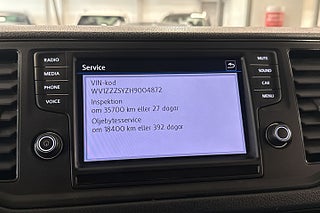 Service
VIN-kod
WV1ZZZSYZH9004872
Inspektion
om 35700 km eller 27 dagar
Oljebytesservice
om 18400 km eller 392 dagar
RADIO
MEDIA
PHONE
VOICE
MUTE
SOUND
CAR
MENU